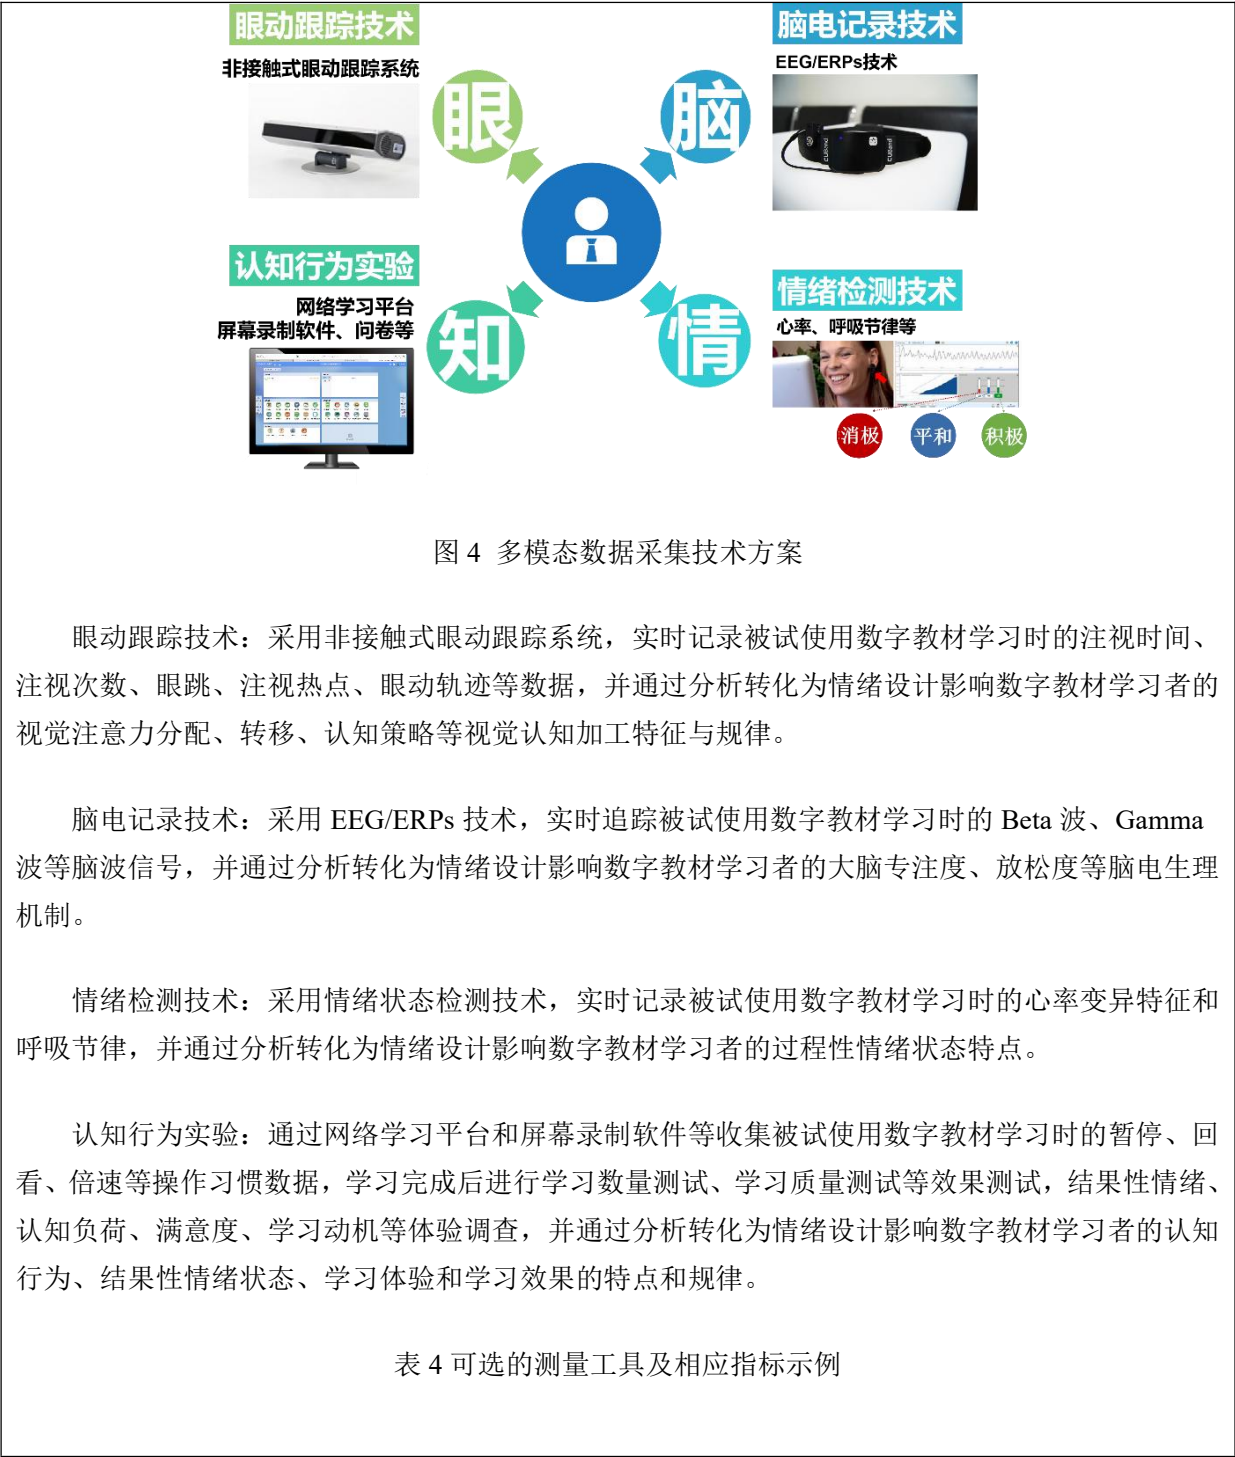 眼动跟踪技术
非接触式眼动跟踪系统
眼
脑电记录技术
EEG/ERPs技术
脑
认知行为实验
网络学习平台
屏幕录制软件、问卷等
知
情绪检测技术
心率、呼吸节律等
情
消极
平和
积极
图 4 多模态数据采集技术方案
眼动跟踪技术：采用非接触式眼动跟踪系统，实时记录被试使用数字教材学习时的注视时间、
注视次数、眼跳、注视热点、眼动轨迹等数据，并通过分析转化为情绪设计影响数字教材学习者的
视觉注意力分配、转移、认知策略等视觉认知加工特征与规律。
脑电记录技术：采用 EEG/ERPs 技术，实时追踪被试使用数字教材学习时的 Beta 波、Gamma
波等脑波信号，并通过分析转化为情绪设计影响数字教材学习者的大脑专注度、放松度等脑电生理
机制。
情绪检测技术：采用情绪状态检测技术，实时记录被试使用数字教材学习时的心率变异特征和
呼吸节律，并通过分析转化为情绪设计影响数字教材学习者的过程性情绪状态特点。
认知行为实验：通过网络学习平台和屏幕录制软件等收集被试使用数字教材学习时的暂停、回
看、倍速等操作习惯数据，学习完成后进行学习数量测试、学习质量测试等效果测试，结果性情绪、
认知负荷、满意度、学习动机等体验调查，并通过分析转化为情绪设计影响数字教材学习者的认知
行为、结果性情绪状态、学习体验和学习效果的特点和规律。
表 4 可选的测量工具及相应指标示例